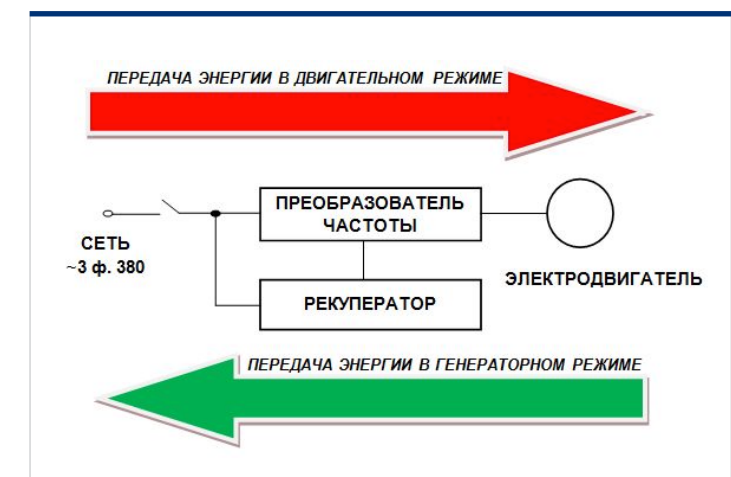 ПЕРЕДАЧА ЭНЕРГИИ В ДВИГАТЕЛЬНОМ РЕЖИМЕ
ПРЕОБРАЗОВАТЕЛЬ
ЧАСТОТЫ
СЕТЬ
~3 ф. 380
ЭЛЕКТРОДВИГАТЕЛЬ
РЕКУПЕРАТОР
ПЕРЕДАЧА ЭНЕРГИИ В ГЕНЕРАТОРНОМ РЕЖИМЕ